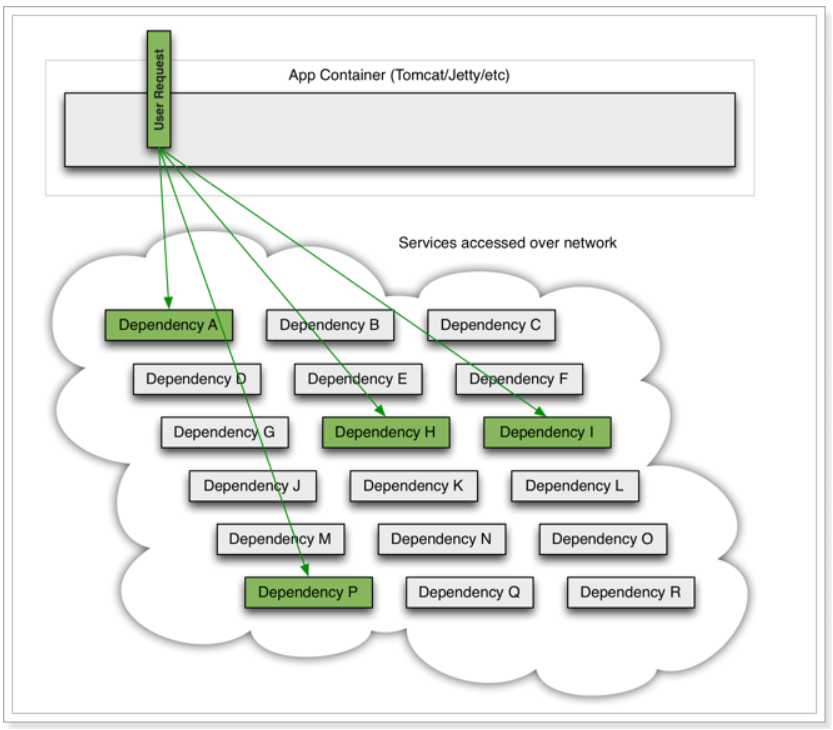 User Request
App Container (Tomcat/Jetty/etc)
Services accessed over network
Dependency A
Dependency B
Dependency C
Dependency D
Dependency E
Dependency F
Dependency G
Dependency H
Dependency I
Dependency J
Dependency K
Dependency L
Dependency M
Dependency N
Dependency O
Dependency P
Dependency Q
Dependency R